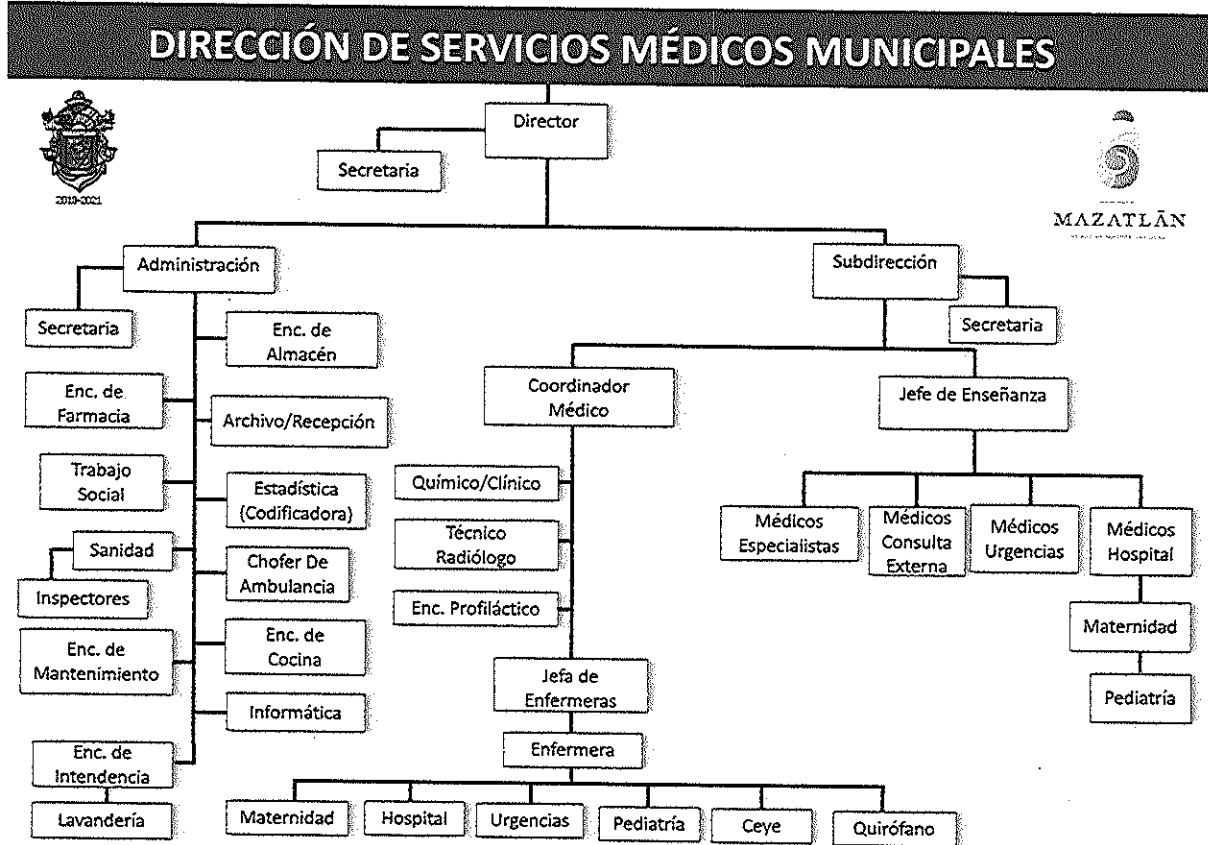 DIRECCIÓN DE SERVICIOS MÉDICOS MUNICIPALES
Director
Secretaria
MAZATLÁN
Administración
Subdirección
Secretaria
Secretaria
Enc. de
Almacén
Coordinador
Médico
Jefe de Enseñanza
Enc. de
Farmacia
Archivo/Recepción
Trabajo
Social
Estadística
(Codificadora)
Químico/Clínico
Médicos
Especialistas
Médicos
Consulta
Externa
Médicos
Urgencias
Médicos
Hospital
Sanidad
Técnico
Radiólogo
Inspectores
Chofer De
Ambulancia
Enc. Profiláctico
Maternidad
Enc. de
Mantenimiento
Enc. de
Cocina
Jefa de
Enfermeras
Pediatría
Informática
Enc. de
Intendencia
Enfermera
Lavandería
Maternidad
Hospital
Urgencias
Pediatría
Ceye
Quirófano